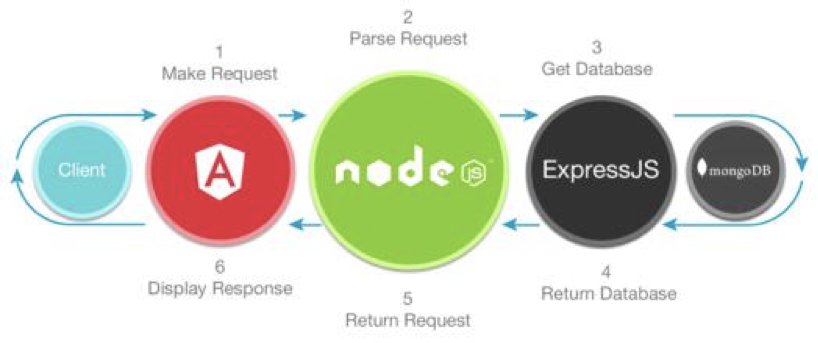 2
Parse Request
1
Make Request
3
Get Database
Client
A
node JS
ExpressJS
mongoDB
6
Display Response
4
Return Database
5
Return Request